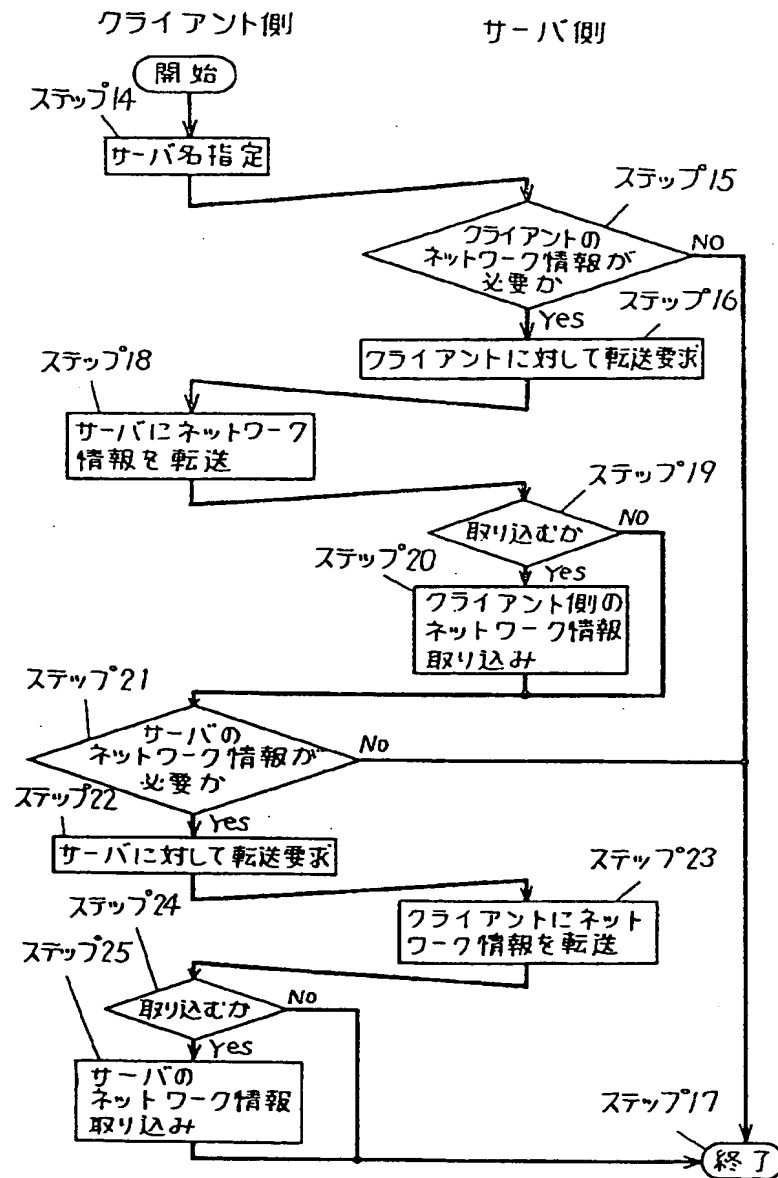 クライアント側
サーバ側
開始
ステップ14
サーバ名指定
ステップ15
クライアントの
ネットワーク情報が
必要か
NO
ステップ16
Yes
クライアントに対して転送要求
ステップ18
サーバにネットワーク
情報を転送
ステップ19
取り込むか
NO
ステップ20
Yes
クライアント側の
ネットワーク情報
取り込み
ステップ21
サーバの
ネットワーク情報が
必要か
No
ステップ22
Yes
サーバに対して転送要求
ステップ23
クライアントにネット
ワーク情報を転送
ステップ24
取り込むか
No
ステップ25
Yes
サーバの
ネットワーク情報
取り込み
ステップ17
終了